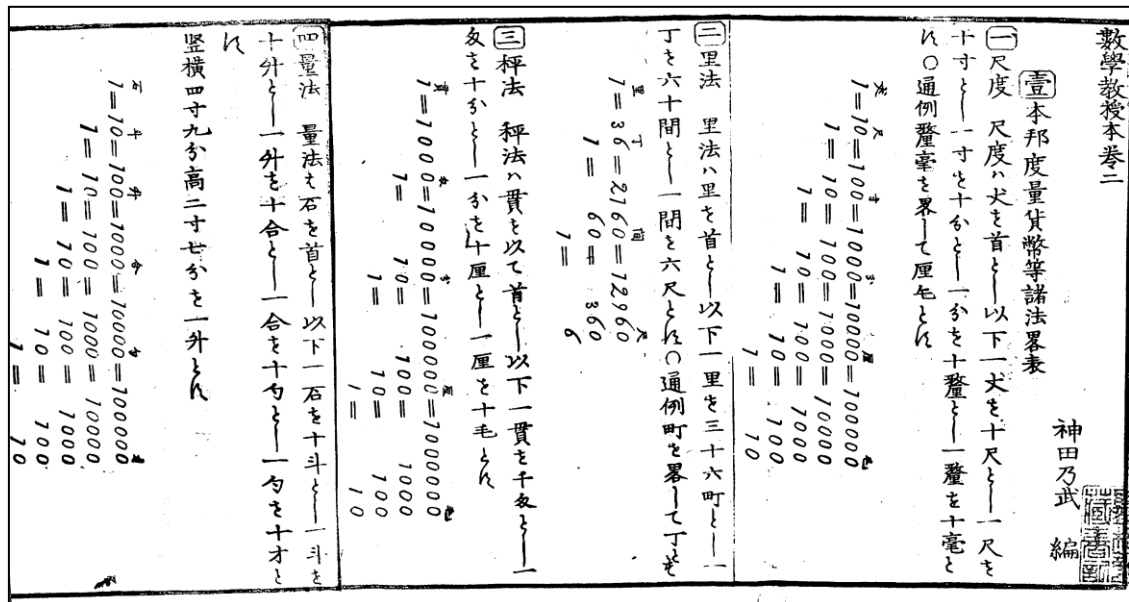 數學教授本巻二
神田乃武 編
壹 本邦度量貨幣等諸法畧表
一 尺度 尺度ハ丈を首とし以下一丈を十尺とし一尺を
十寸とし一寸を十分とし一分を十釐とし一釐を十毫と
す〇通例釐毫を畧して厘毛とす
丈 尺 寸 分 厘 毛
1=10=100=1000=10000=100000
1=10=100=1000=10000
1=10=100=1000
1=10=100
1=10
二 里法 里法ハ里を首とし以下一里を三十六町とし一
丁を六十間とし一間を六尺とす〇通例町を畧して丁とす
里 丁 間 尺
1=36=2160=12960
1=60=360
1=6
三 秤法 秤法ハ貫を以て首とし以下一貫を千匁とし一
匁を十分とし一分を十厘とし一厘を十毛とす
貫 匁 分 厘 毛
1=1000=10000=1000000=10000000
1=10=100=1000
1=10=100
1=10
四 量法 量法も石を首とし以下一石を十斗とし一斗を
十升とし一升を十合とし一合を十勺とし一勺を十才と
す
竪横四寸九分高二寸七分を一升とす
石 斗 升 合 勺 才
1=10=100=1000=10000=100000
1=10=100=1000=10000
1=10=100=1000
1=10=100
1=10